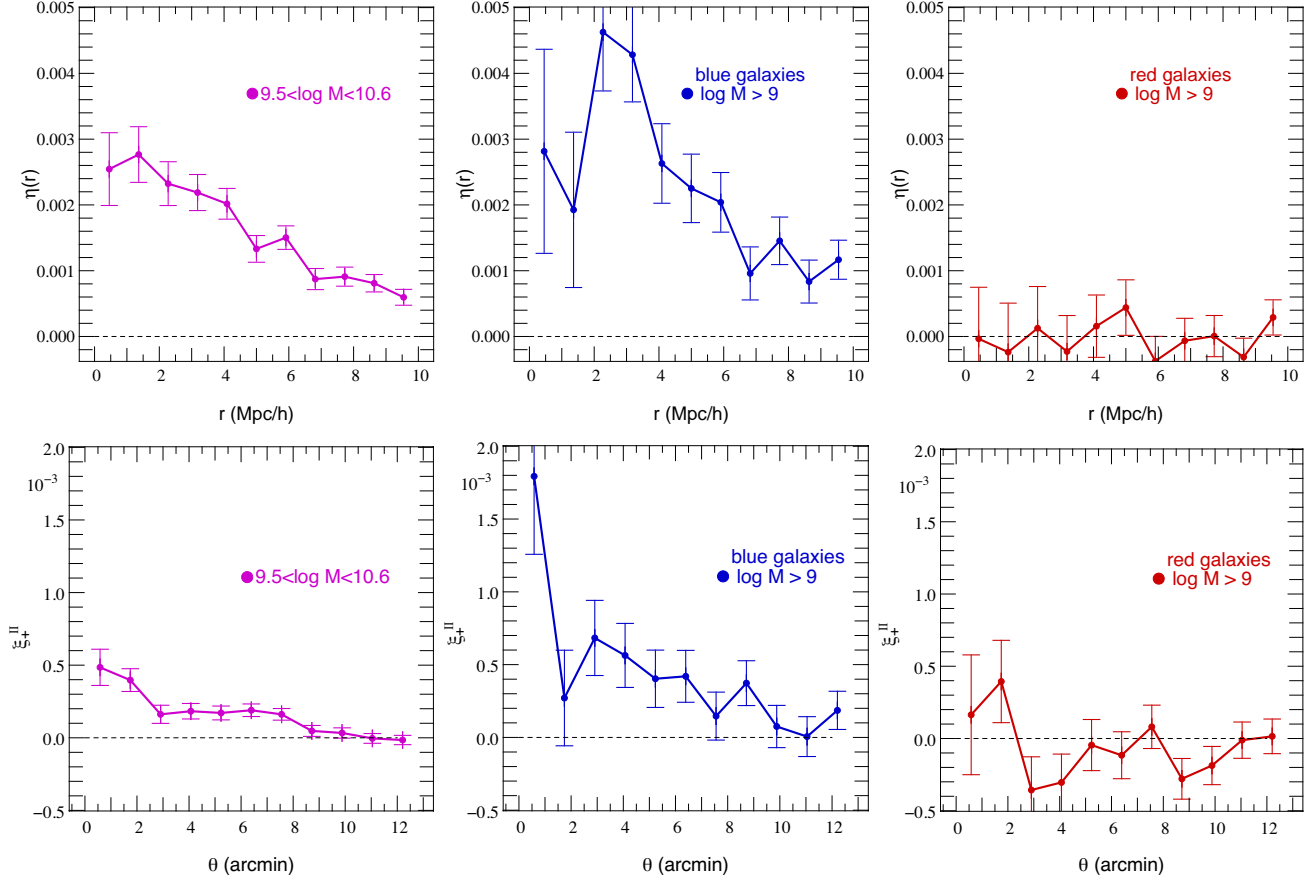 0.005
0.004
0.003
0.002
0.001
0.000
η(r)
9.5<log M<10.6
0 2 4 6 8 10
r (Mpc/h)
0.005
0.004
0.003
0.002
0.001
0.000
η(r)
blue galaxies
log M > 9
0 2 4 6 8 10
r (Mpc/h)
0.005
0.004
0.003
0.002
0.001
0.000
η(r)
red galaxies
log M > 9
0 2 4 6 8 10
r (Mpc/h)
2.0
10⁻³
1.5
1.0
0.5
0.0
−0.5
ξ₊ᴵᴵ
9.5<log M<10.6
0 2 4 6 8 10 12
θ (arcmin)
2.0
10⁻³
1.5
1.0
0.5
0.0
−0.5
ξ₊ᴵᴵ
blue galaxies
log M > 9
0 2 4 6 8 10 12
θ (arcmin)
2.0
10⁻³
1.5
1.0
0.5
0.0
−0.5
ξ₊ᴵᴵ
red galaxies
log M > 9
0 2 4 6 8 10 12
θ (arcmin)